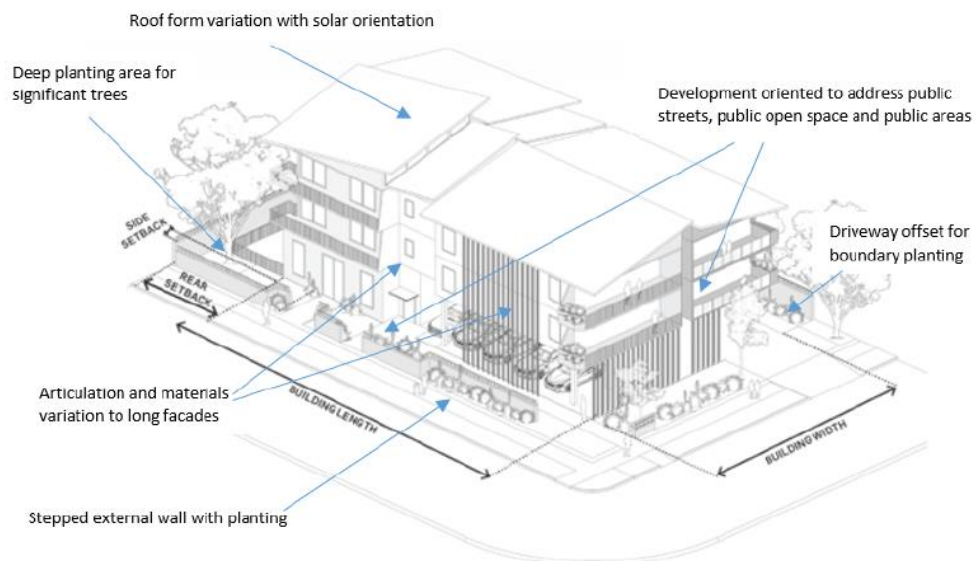 Roof form variation with solar orientation
Deep planting area for
significant trees
Development oriented to address public
streets, public open space and public areas
SIDE
SETBACK
REAR
SETBACK
Driveway offset for
boundary planting
Articulation and materials
variation to long facades
BUILDING LENGTH
BUILDING WIDTH
Stepped external wall with planting